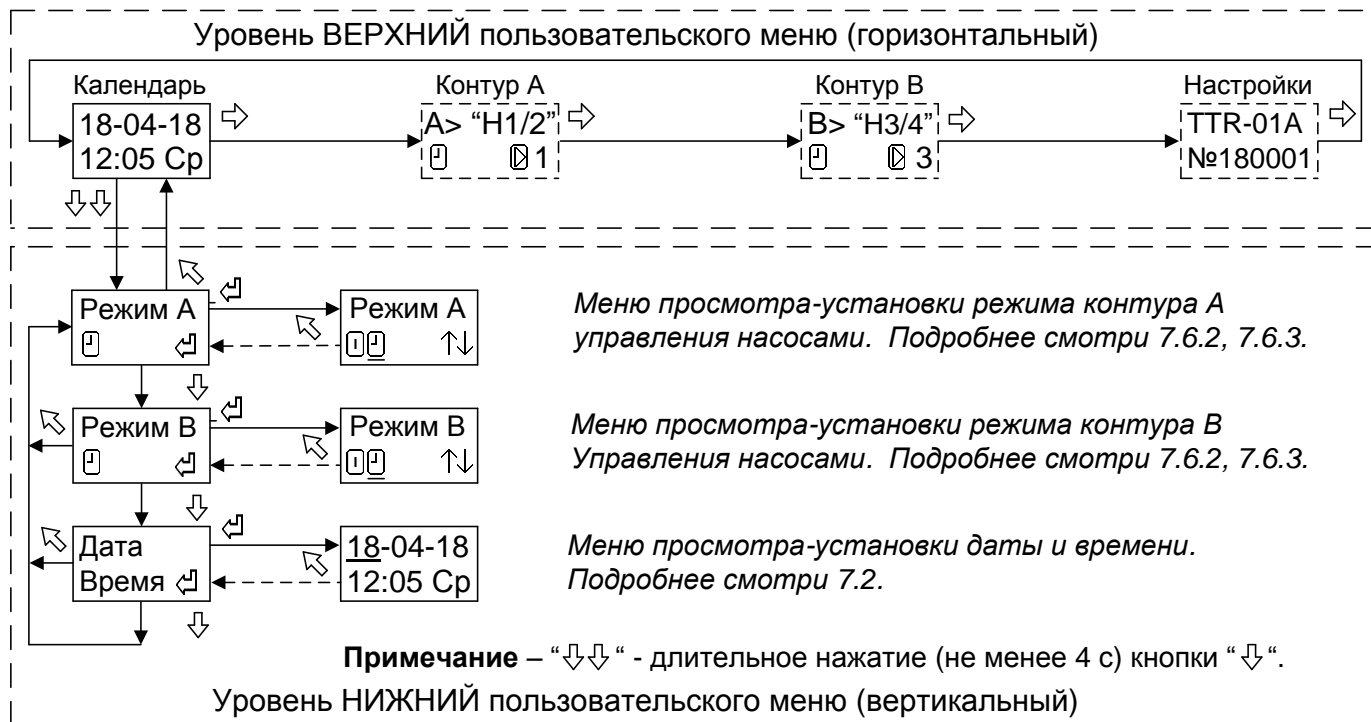 Уровень ВЕРХНИЙ пользовательского меню (горизонтальный)
Календарь
18-04-18
12:05 Ср
Контур А
A> “Н1/2”
1
Контур В
B> “Н3/4”
3
Настройки
TTR-01A
№180001
Режим А
Режим А
Меню просмотра-установки режима контура А
управления насосами. Подробнее смотри 7.6.2, 7.6.3.
Режим В
Режим В
Меню просмотра-установки режима контура В
Управления насосами. Подробнее смотри 7.6.2, 7.6.3.
Дата
Время
18-04-18
12:05 Ср
Меню просмотра-установки даты и времени.
Подробнее смотри 7.2.
Примечание – “⇩⇩“ - длительное нажатие (не менее 4 с) кнопки “⇩“.
Уровень НИЖНИЙ пользовательского меню (вертикальный)